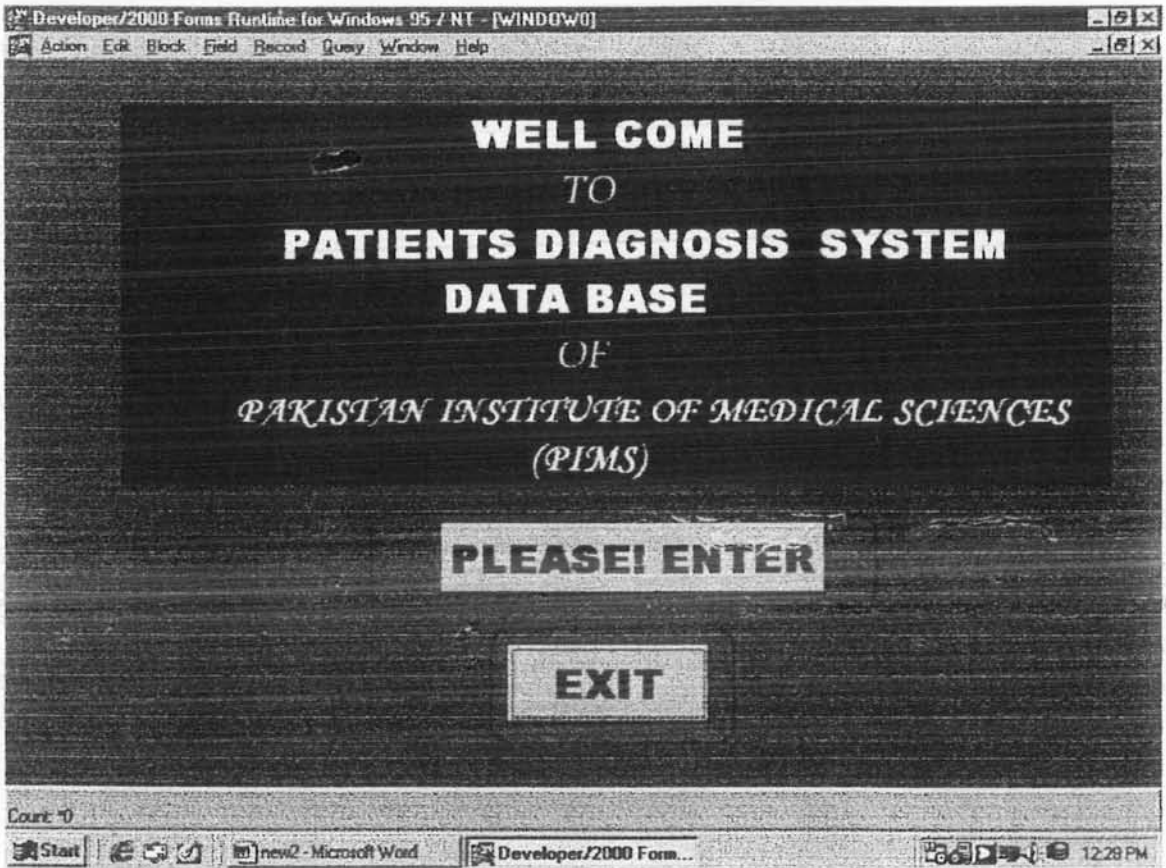 Developer/2000 Forms Runtime for Windows 95 / NT - [WINDOW0]
Action Edit Block Field Record Query Window Help
WELL COME
TO
PATIENTS DIAGNOSIS SYSTEM
DATA BASE
OF
PAKISTAN INSTITUTE OF MEDICAL SCIENCES
(PIMS)
PLEASE! ENTER
EXIT
Count: *0
Start new2 - Microsoft Word Developer/2000 Form... 12:28 PM